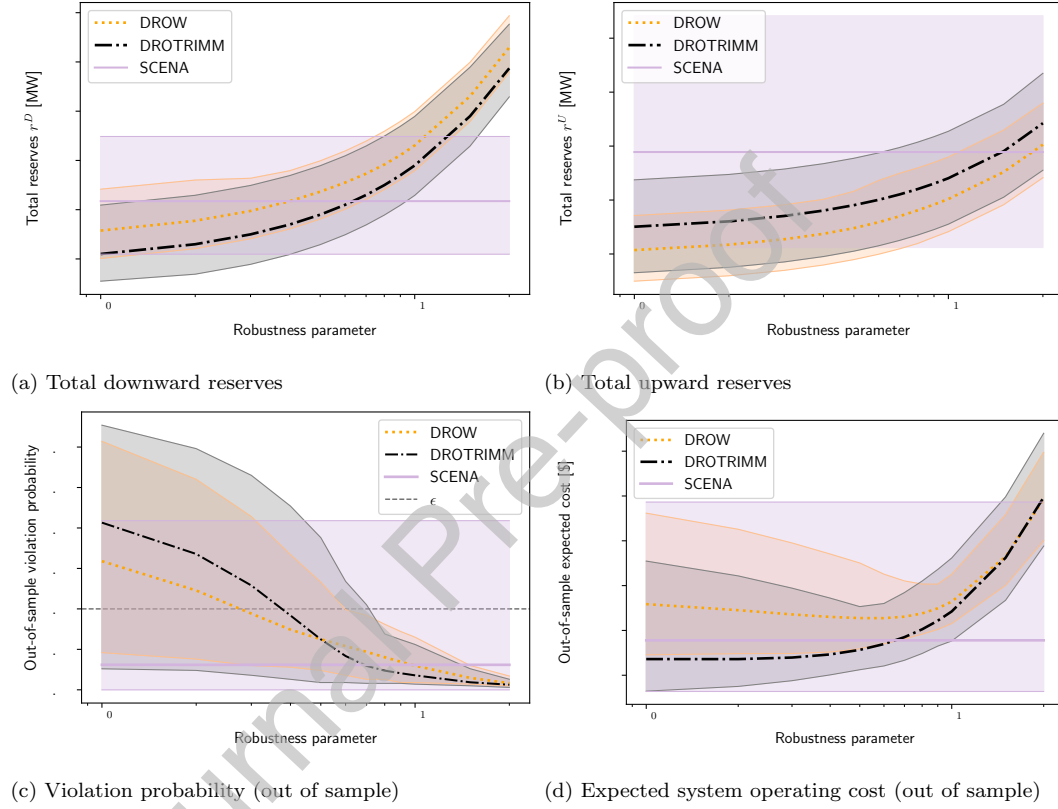 DROW
DROTRIMM
SCENA
Total reserves r^D [MW]
0
1
Robustness parameter
(a) Total downward reserves
DROW
DROTRIMM
SCENA
Total reserves r^U [MW]
0
1
Robustness parameter
(b) Total upward reserves
DROW
DROTRIMM
SCENA
ϵ
Out-of-sample violation probability
0
1
Robustness parameter
(c) Violation probability (out of sample)
DROW
DROTRIMM
SCENA
Out-of-sample expected cost [$]
0
1
Robustness parameter
(d) Expected system operating cost (out of sample)
urnal Pre-proof